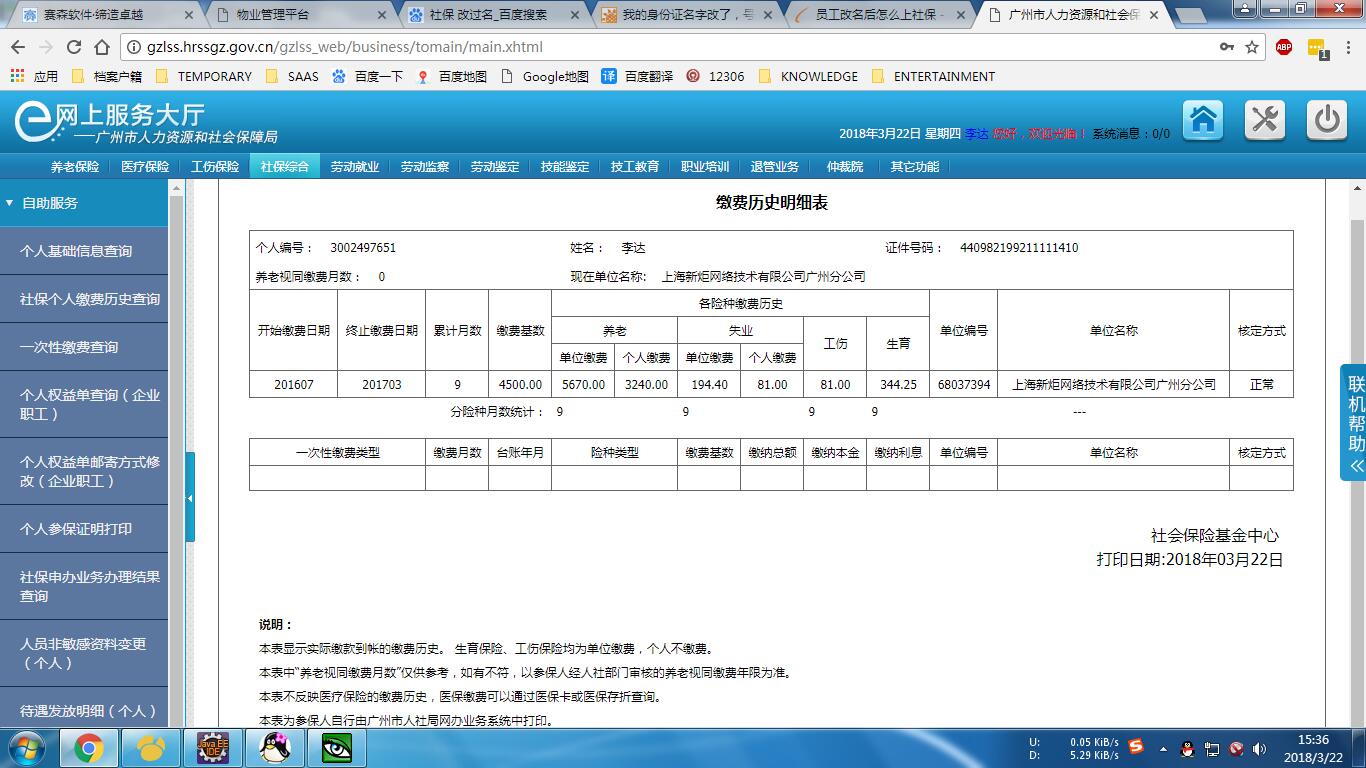 赛森软件·缔造卓越
物业管理平台
社保 改过名_百度搜索
我的身份证名字改了，号
员工改名后怎么上社保 -
广州市人力资源和社会保
gzlss.hrssgz.gov.cn/gzlss_web/business/tomain/main.xhtml
ABP
1
应用 档案户籍 TEMPORARY SAAS 百度一下 百度地图 Google地图 译 百度翻译 12306 KNOWLEDGE ENTERTAINMENT
e网上服务大厅
——广州市人力资源和社会保障局
2018年3月22日 星期四 李达 您好，欢迎光临！ 系统消息：0/0
养老保险 医疗保险 工伤保险 社保综合 劳动就业 劳动监察 劳动鉴定 技能鉴定 技工教育 职业培训 退管业务 仲裁院 其它功能
自助服务
个人基础信息查询
社保个人缴费历史查询
一次性缴费查询
个人权益单查询（企业
职工）
个人权益单邮寄方式修
改（企业职工）
个人参保证明打印
社保申办业务办理结果
查询
人员非敏感资料变更
（个人）
待遇发放明细（个人）
缴费历史明细表
个人编号： 3002497651 姓名： 李达 证件号码： 440982199211111410
养老视同缴费月数： 0 现在单位名称: 上海新炬网络技术有限公司广州分公司
各险种缴费历史
开始缴费日期 终止缴费日期 累计月数 缴费基数 养老 失业 工伤 生育 单位编号 单位名称 核定方式
单位缴费 个人缴费 单位缴费 个人缴费
201607 201703 9 4500.00 5670.00 3240.00 194.40 81.00 81.00 344.25 68037394 上海新炬网络技术有限公司广州分公司 正常
分险种月数统计： 9 9 9 9 ---
一次性缴费类型 缴费月数 台账年月 险种类型 缴费基数 缴纳总额 缴纳本金 缴纳利息 单位编号 单位名称 核定方式
社会保险基金中心
打印日期:2018年03月22日
说明：
本表显示实际缴款到帐的缴费历史。 生育保险、工伤保险均为单位缴费，个人不缴费。
本表中“养老视同缴费月数”仅供参考，如有不符，以参保人经人社部门审核的养老视同缴费年限为准。
本表不反映医疗保险的缴费历史，医保缴费可以通过医保卡或医保存折查询。
本表为参保人自行由广州市人社局网办业务系统中打印。
联机帮助
Java EE
IDE
U: 0.05 KiB/s
D: 5.29 KiB/s
15:36
2018/3/22